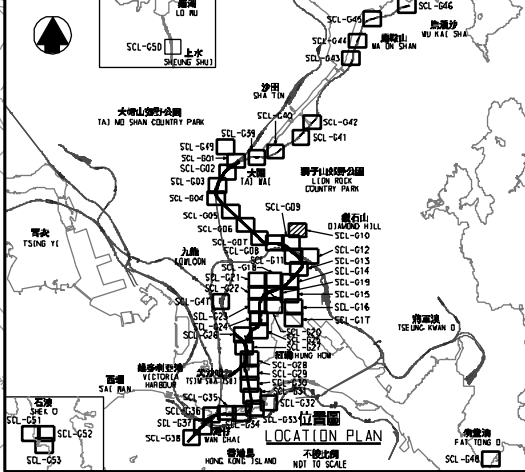 LO WU
SCL-G50
上水
SHEUNG SHUI
SCL-G46
SCL-G45
烏溪沙
WU KAI SHA
SCL-G44
馬鞍山
MA ON SHAN
SCL-G43
沙田
SHA TIN
SCL-G40
SCL-G42
SCL-G41
大帽山郊野公園
TAI MO SHAN COUNTRY PARK
SCL-G39
SCL-G49
SCL-G01
SCL-G02
大圍
TAI WAI
獅子山郊野公園
LION ROCK
COUNTRY PARK
SCL-G03
SCL-G04
SCL-G05
SCL-G06
SCL-G07
SCL-G08
SCL-G09
鑽石山
DIAMOND HILL
SCL-G10
SCL-G11
SCL-G12
SCL-G13
SCL-G14
SCL-G19
SCL-G15
SCL-G16
SCL-G17
青衣
TSING YI
九龍
KOWLOON
SCL-G18
SCL-G21
SCL-G22
SCL-G47
SCL-G23
SCL-G24
SCL-G26
SCL-G20
SCL-G27
將軍澳
TSEUNG KWAN O
紅磡
HUNG HOM
SCL-G28
SCL-G29
SCL-G30
SCL-G31
SCL-G32
SCL-G33
SCL-G34
維多利亞港
VICTORIA
HARBOUR
TSIM SHA TSUI
西環
SAI WAN
SCL-G35
SCL-G36
SCL-G37
SCL-G38
灣仔
WAN CHAI
香港島
HONG KONG ISLAND
石澳
SHEK O
SCL-G51
SCL-G52
SCL-G53
位置圖
LOCATION PLAN
不按比例
NOT TO SCALE
FAT TONG O
SCL-G48